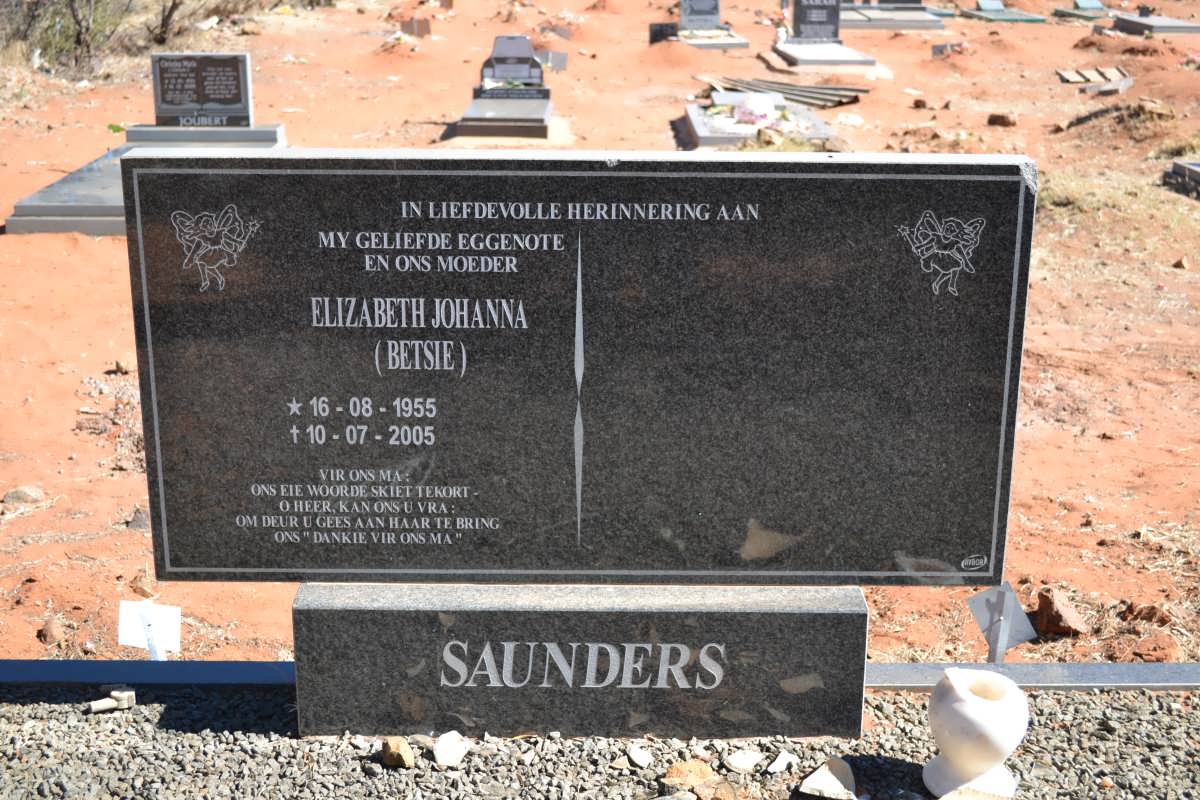 IN LIEFDEVOLLE HERINNERING AAN
MY GELIEFDE EGGENOTE
EN ONS MOEDER
ELIZABETH JOHANNA
( BETSIE )
★ 16 - 08 - 1955
† 10 - 07 - 2005
VIR ONS MA :
ONS EIE WOORDE SKIET TEKORT -
O HEER, KAN ONS U VRA :
OM DEUR U GEES AAN HAAR TE BRING
ONS " DANKIE VIR ONS MA "
SAUNDERS
JOUBERT
SARAH